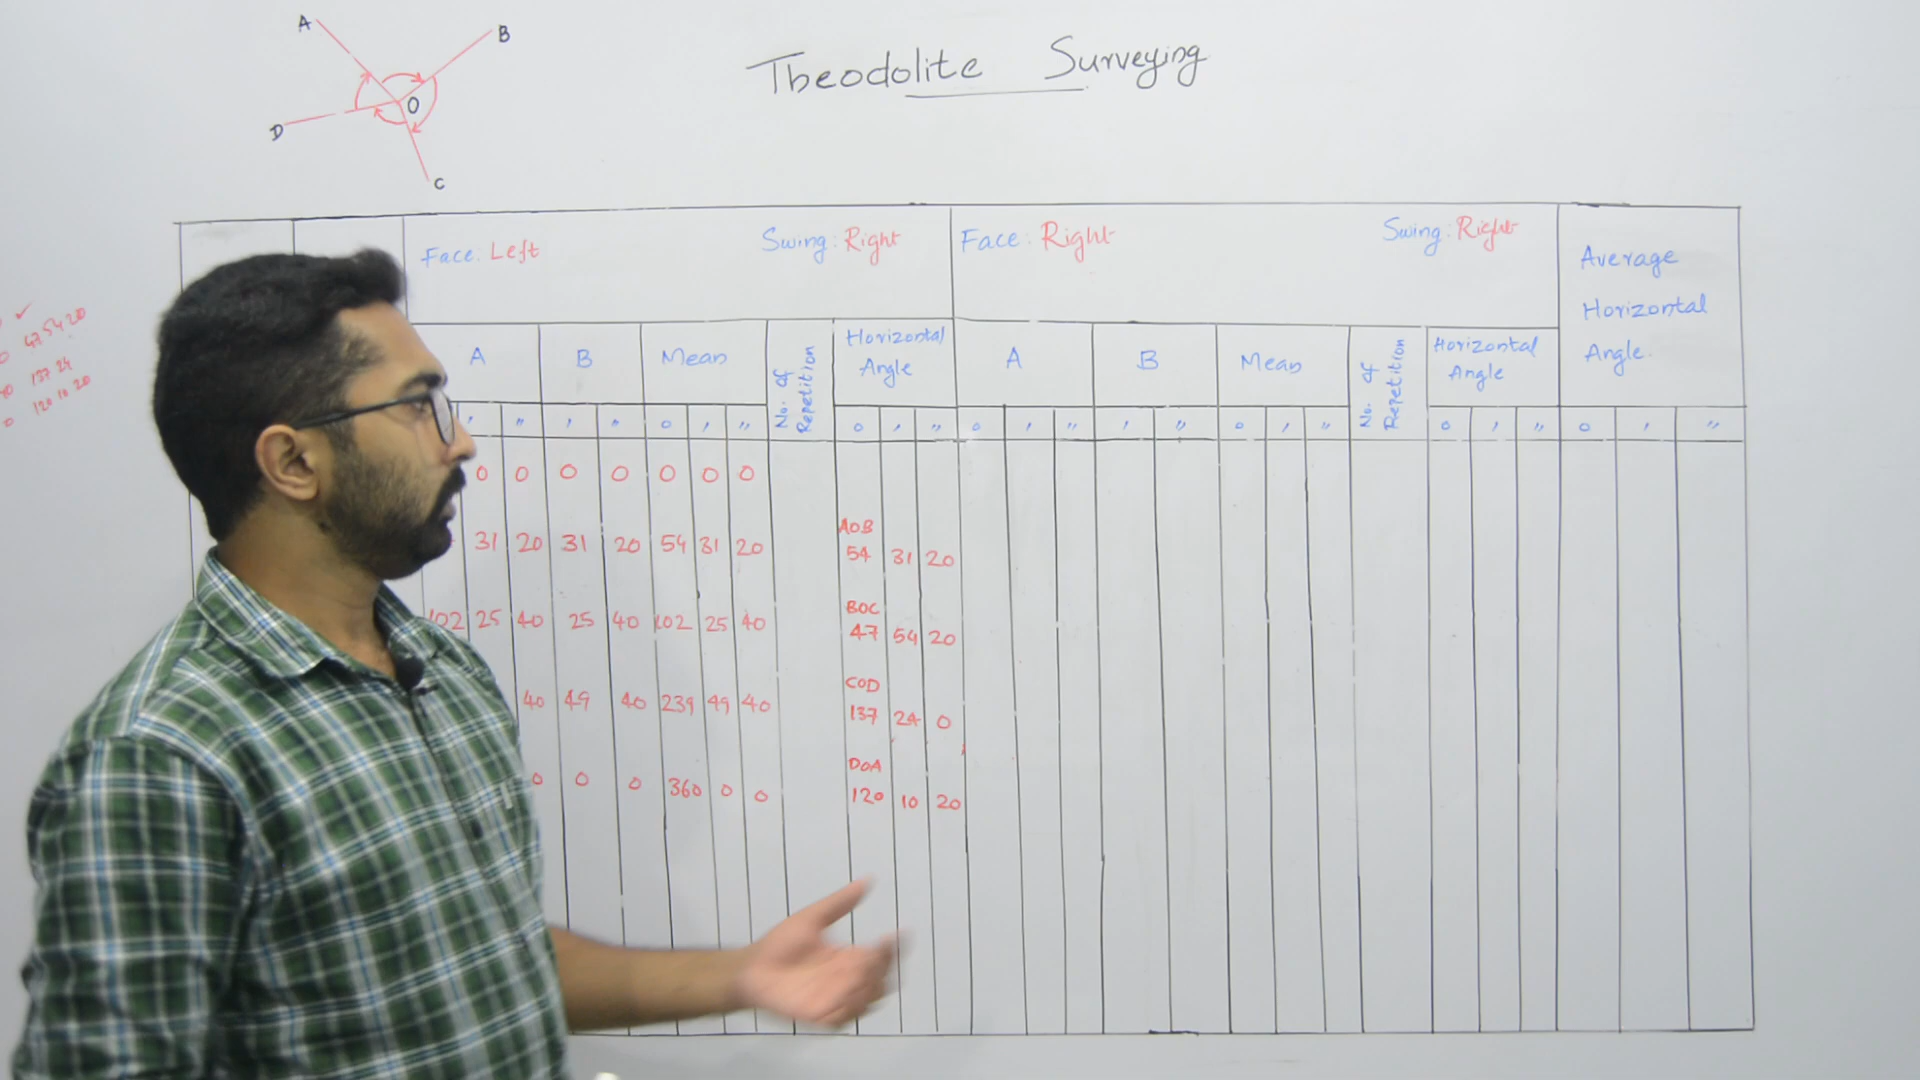 A
B
O
D
C
Theodolite Surveying
47 54 20
137 24
120 10 20
Face: Left Swing: Right Face: Right Swing: Right Average Horizontal Angle.
A B Mean No. of Repetition Horizontal Angle A B Mean No. of Repetition Horizontal Angle
' " ' " o ' " o ' " o ' " ' " o ' " o ' " o ' "
0 0 0 0 0 0 0
AOB
31 20 31 20 54 31 20 54 31 20
BOC
102 25 40 25 40 102 25 40 47 54 20
COD
40 49 40 239 49 40 137 24 0
DOA
0 0 0 360 0 0 120 10 20